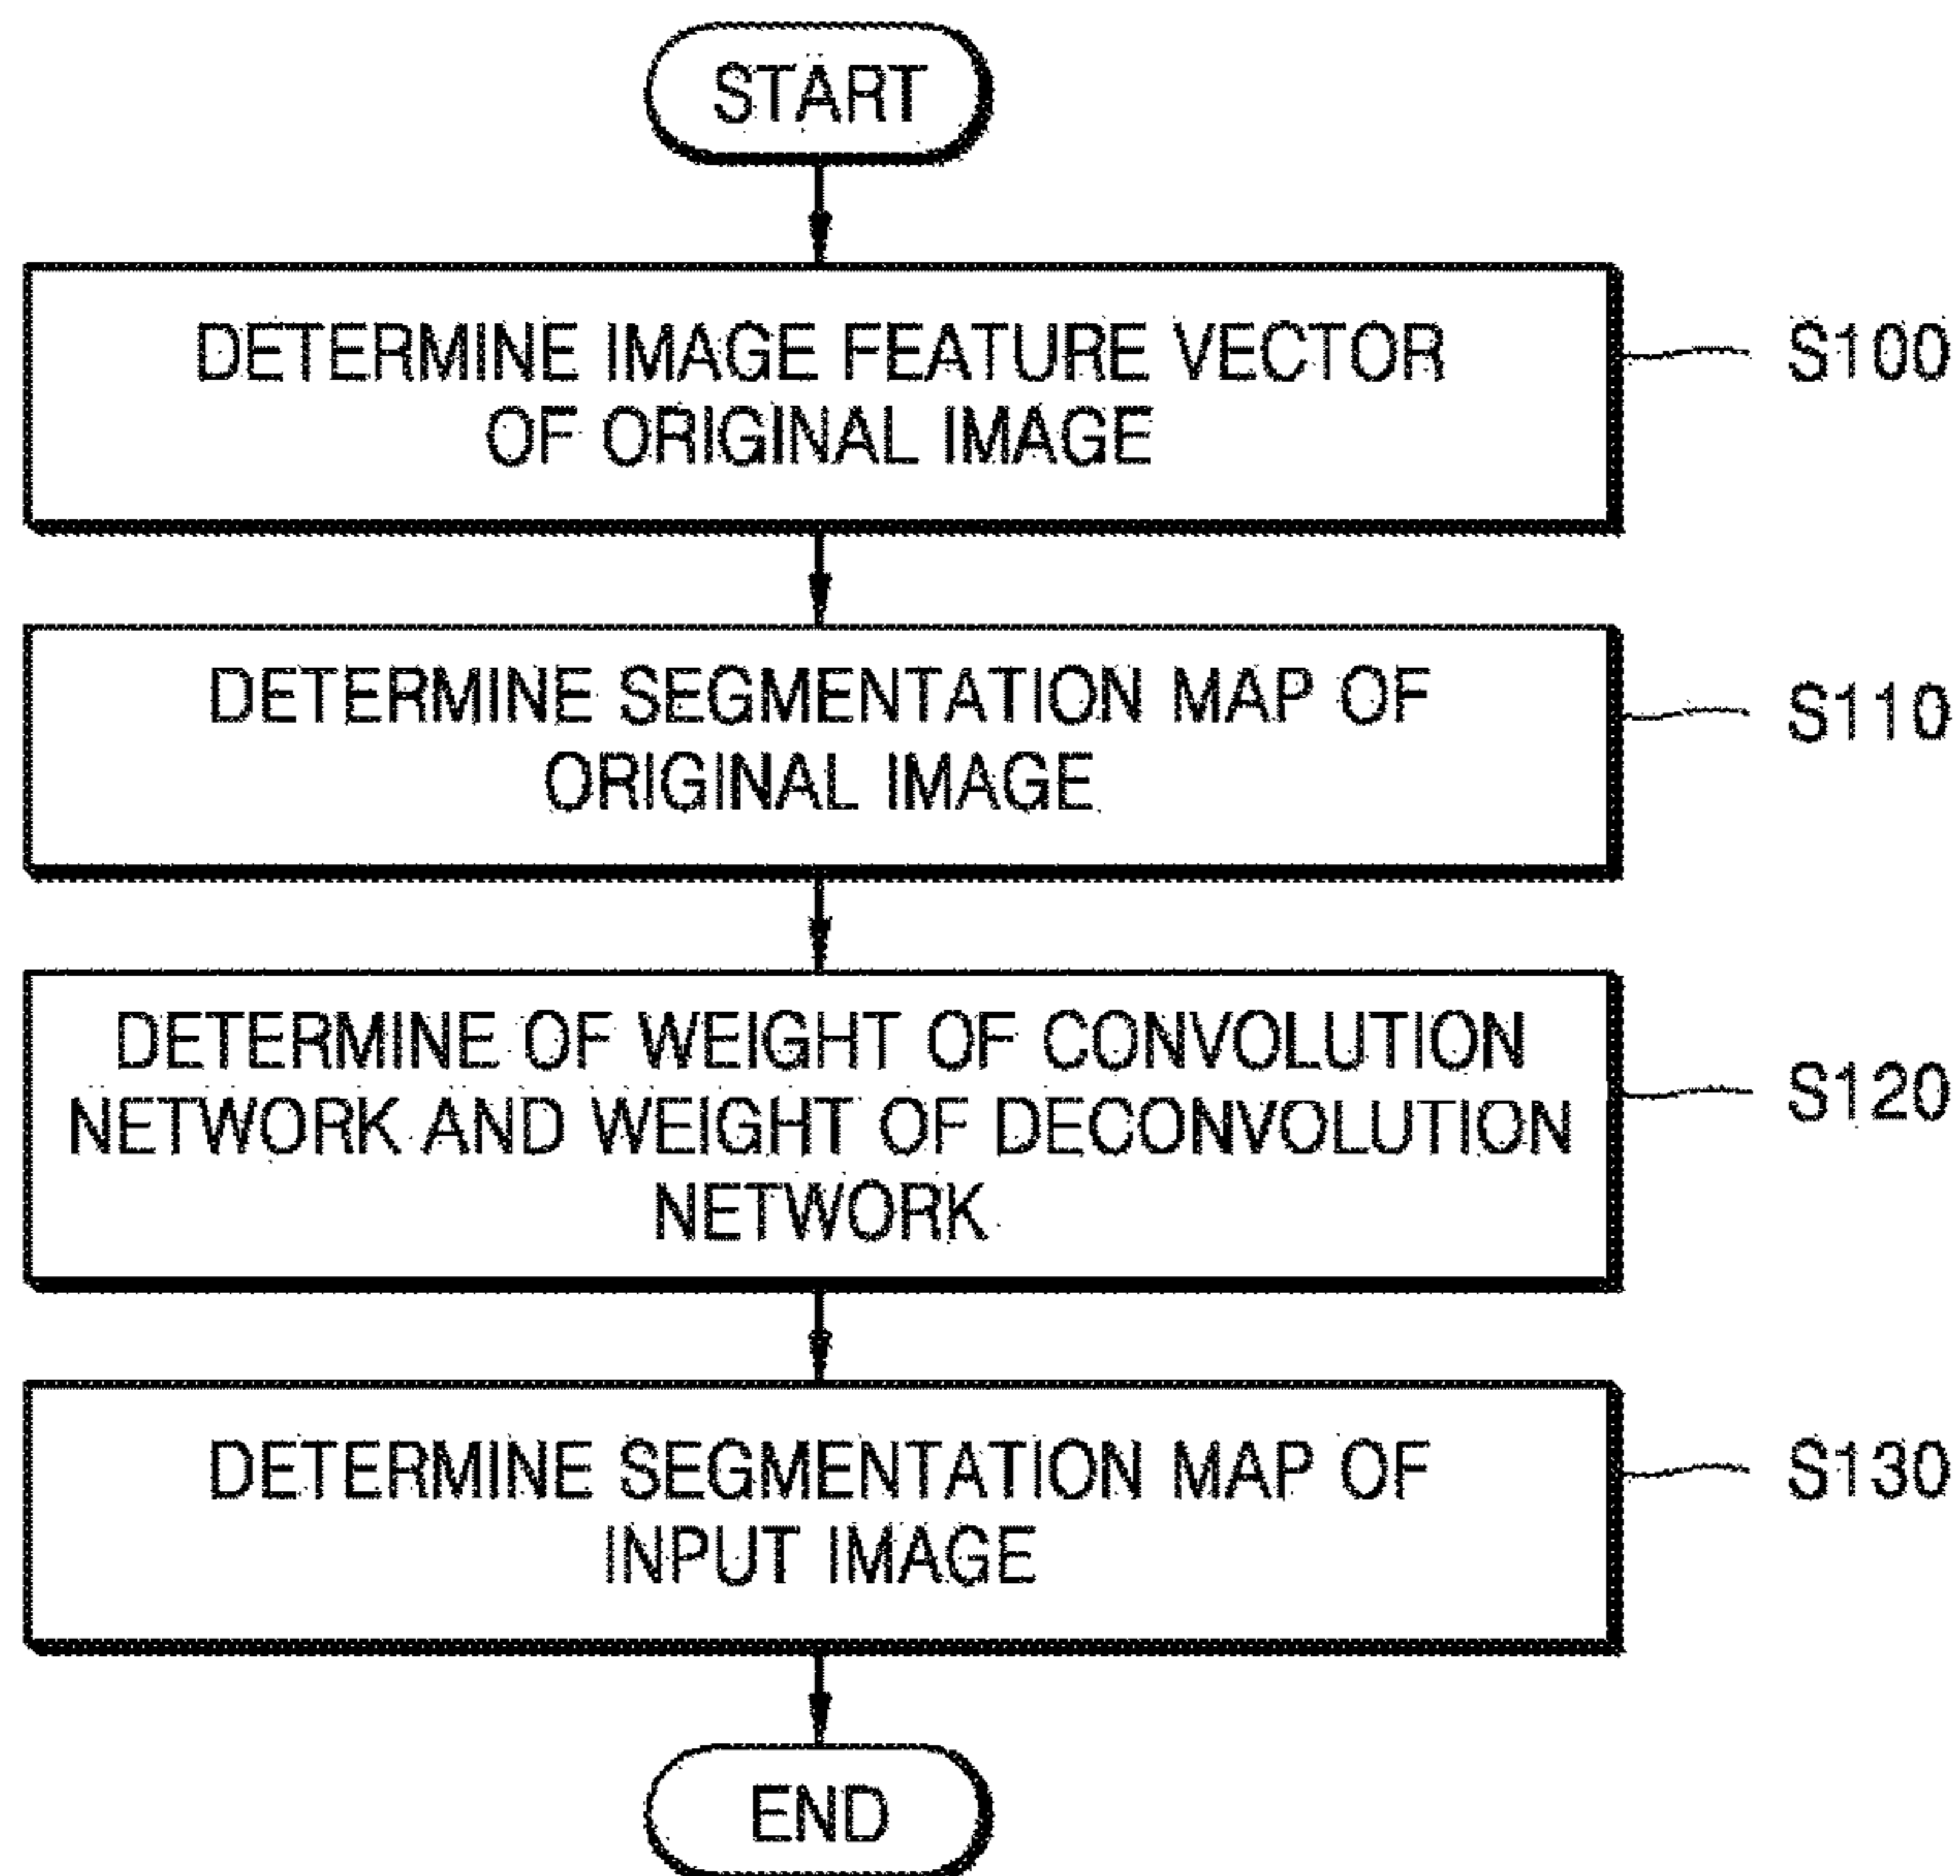 START
DETERMINE IMAGE FEATURE VECTOR
OF ORIGINAL IMAGE
S100
DETERMINE SEGMENTATION MAP OF
ORIGINAL IMAGE
S110
DETERMINE OF WEIGHT OF CONVOLUTION
NETWORK AND WEIGHT OF DECONVOLUTION
NETWORK
S120
DETERMINE SEGMENTATION MAP OF
INPUT IMAGE
S130
END